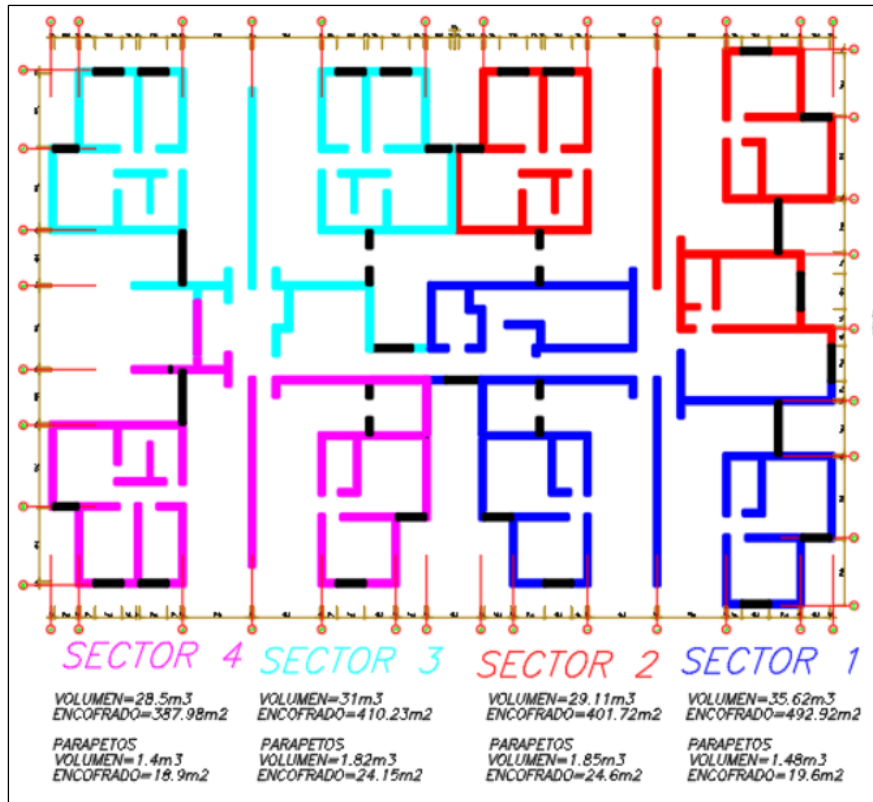 SECTOR 4
VOLUMEN=28.5m3
ENCOFRADO=387.98m2
PARAPETOS
VOLUMEN=1.4m3
ENCOFRADO=18.9m2
SECTOR 3
VOLUMEN=31m3
ENCOFRADO=410.23m2
PARAPETOS
VOLUMEN=1.82m3
ENCOFRADO=24.15m2
SECTOR 2
VOLUMEN=29.11m3
ENCOFRADO=401.72m2
PARAPETOS
VOLUMEN=1.85m3
ENCOFRADO=24.6m2
SECTOR 1
VOLUMEN=35.62m3
ENCOFRADO=492.92m2
PARAPETOS
VOLUMEN=1.48m3
ENCOFRADO=19.6m2